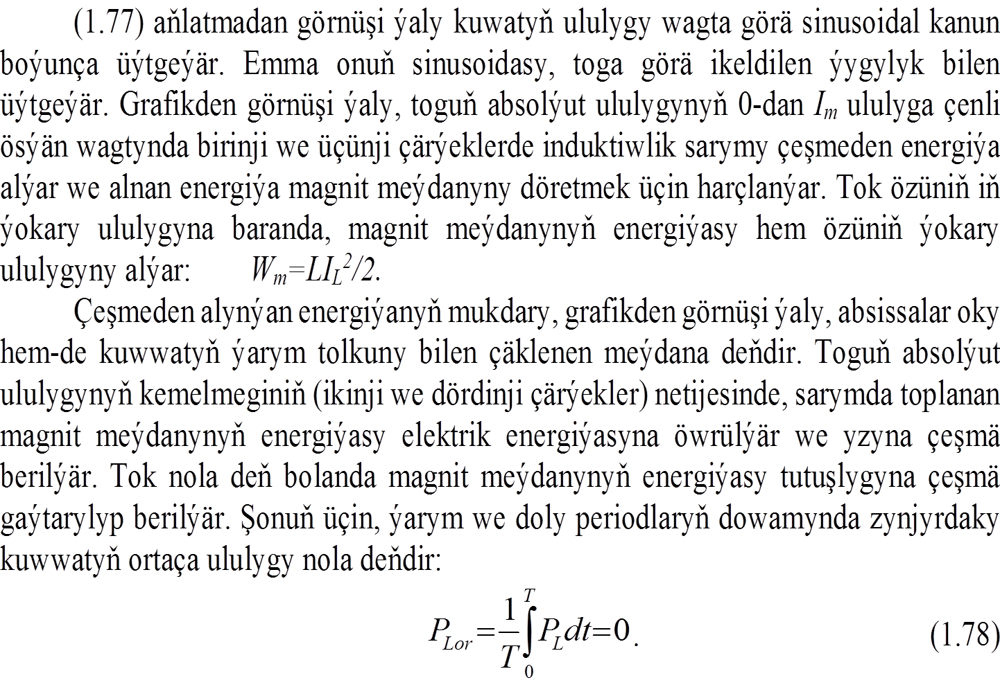 (1.77) aňlatmadan görnüşi ýaly kuwatyň ululygy wagta görä sinusoidal kanun
boýunça üýtgeýär. Emma onuň sinusoidasy, toga görä ikeldilen ýygylyk bilen
üýtgeýär. Grafikden görnüşi ýaly, toguň absolýut ululygynyň 0-dan Iₘ ululyga çenli
ösýän wagtynda birinji we üçünji çärýeklerde induktiwlik sarymy çeşmeden energiýa
alýar we alnan energiýa magnit meýdanyny döretmek üçin harçlanýar. Tok özüniň iň
ýokary ululygyna baranda, magnit meýdanynyň energiýasy hem özüniň ýokary
ululygyny alýar: Wₘ=LI_L²/2.
Çeşmeden alynýan energiýanyň mukdary, grafikden görnüşi ýaly, absissalar oky
hem-de kuwwatyň ýarym tolkuny bilen çäklenen meýdana deňdir. Toguň absolýut
ululygynyň kemelmeginiň (ikinji we dördinji çärýekler) netijesinde, sarymda toplanan
magnit meýdanynyň energiýasy elektrik energiýasyna öwrülýär we yzyna çeşmä
berilýär. Tok nola deň bolanda magnit meýdanynyň energiýasy tutuşlygyna çeşmä
gaýtarylyp berilýär. Şonuň üçin, ýarym we doly periodlaryň dowamynda zynjyrdaky
kuwwatyň ortaça ululygy nola deňdir:
P_{Lor}=\frac{1}{T}\int_0^T P_L dt=0. (1.78)